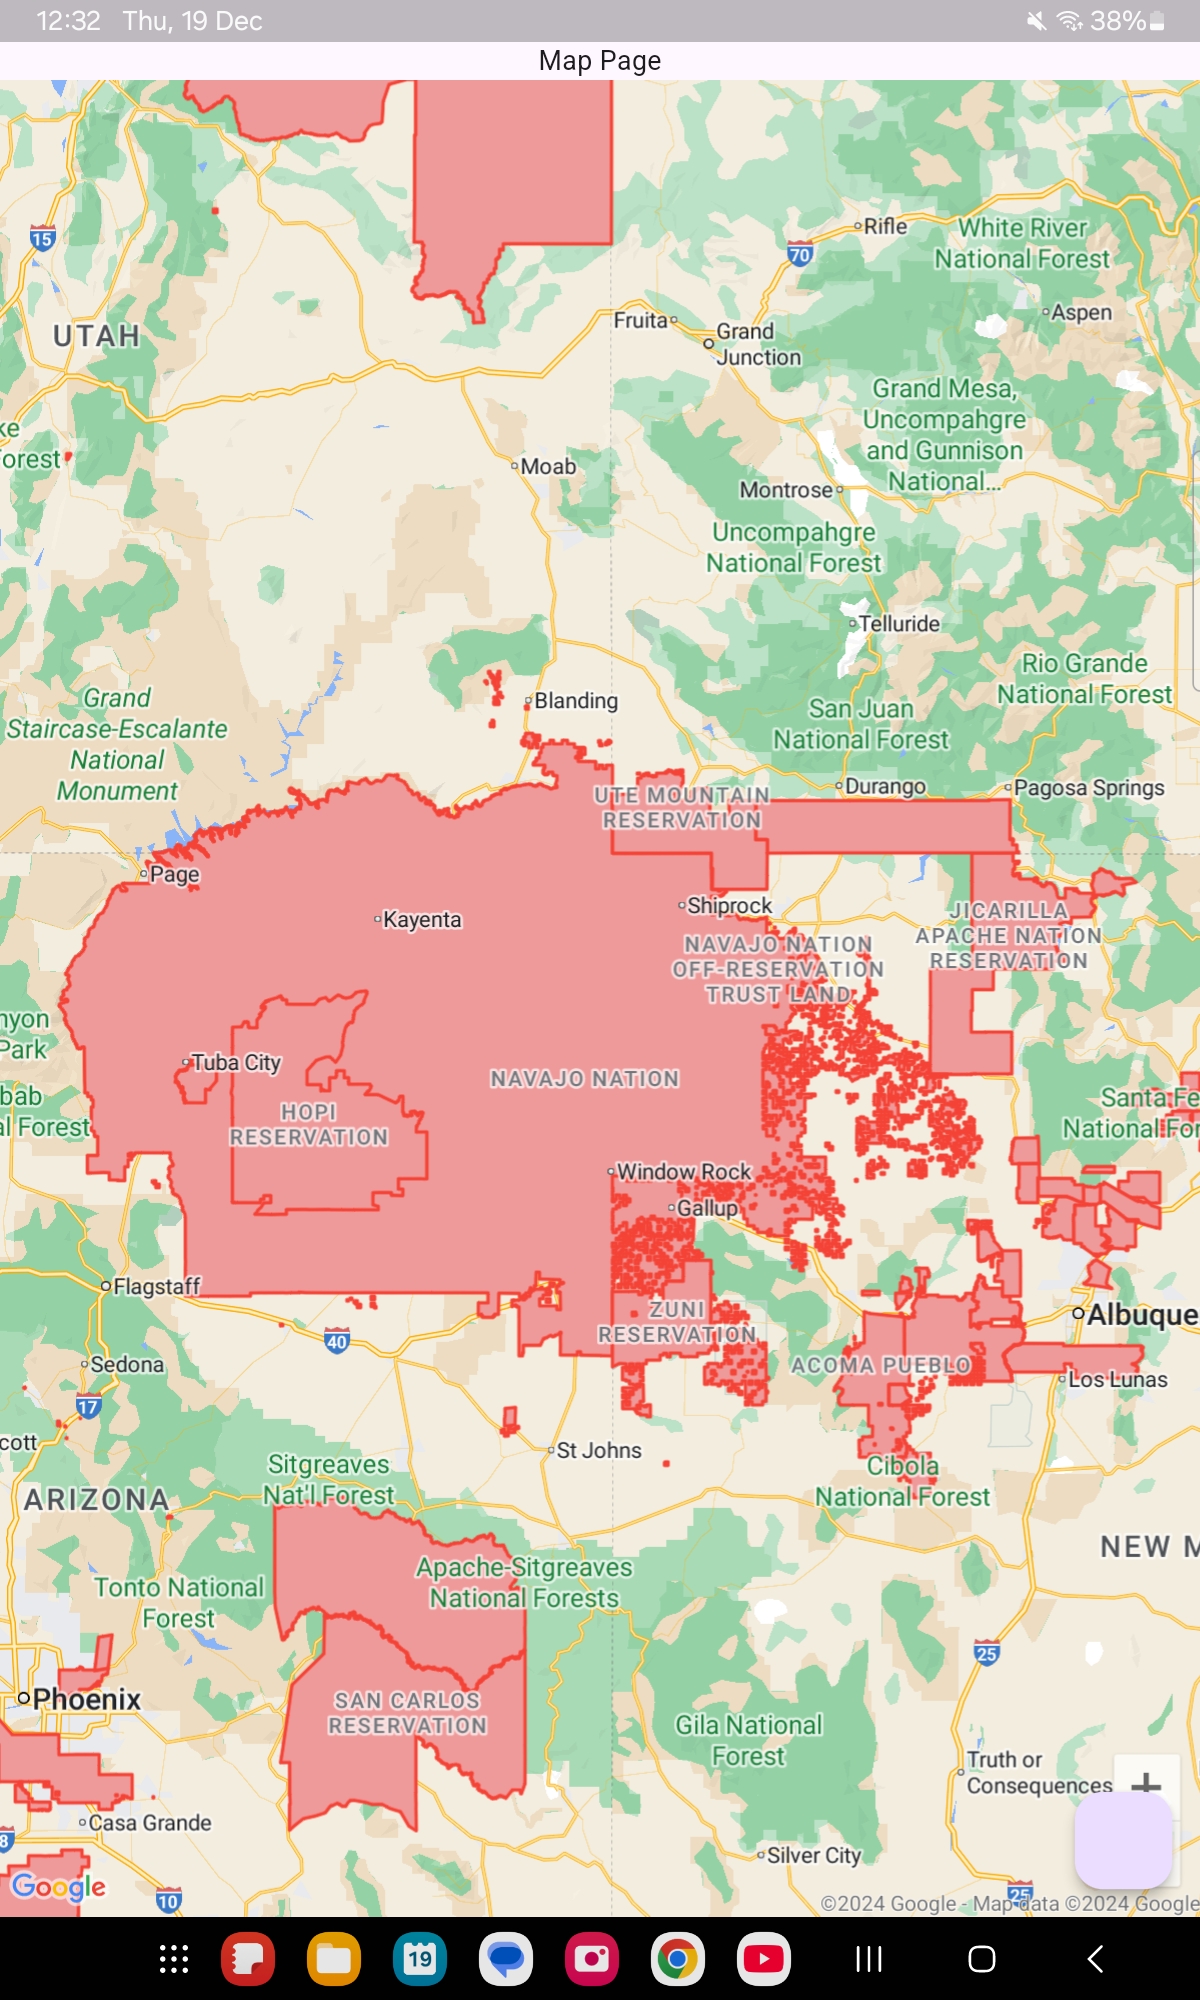 12:32 Thu, 19 Dec
38%
Map Page
15
Rifle
White River
National Forest
70
Aspen
UTAH
Fruita
Grand
Junction
Grand Mesa,
Uncompahgre
and Gunnison
National...
ke
Forest
Moab
Montrose
Uncompahgre
National Forest
Telluride
Rio Grande
National Forest
Grand
Staircase-Escalante
National
Monument
Blanding
San Juan
National Forest
UTE MOUNTAIN
RESERVATION
Durango
Pagosa Springs
Page
Kayenta
Shiprock
JICARILLA
APACHE NATION
RESERVATION
NAVAJO NATION
OFF-RESERVATION
TRUST LAND
nyon
Park
Tuba City
NAVAJO NATION
HOPI
RESERVATION
bab
al Forest
Santa Fe
National For
Window Rock
Gallup
Flagstaff
ZUNI
RESERVATION
Albuque
40
Sedona
ACOMA PUEBLO
Los Lunas
17
cott
St Johns
Sitgreaves
Nat'l Forest
Cibola
National Forest
ARIZONA
NEW M
Apache-Sitgreaves
National Forests
Tonto National
Forest
25
Phoenix
SAN CARLOS
RESERVATION
Gila National
Forest
Truth or
Consequences
+
Casa Grande
8
Silver City
Google
10
25
©2024 Google - Map data ©2024 Google
19